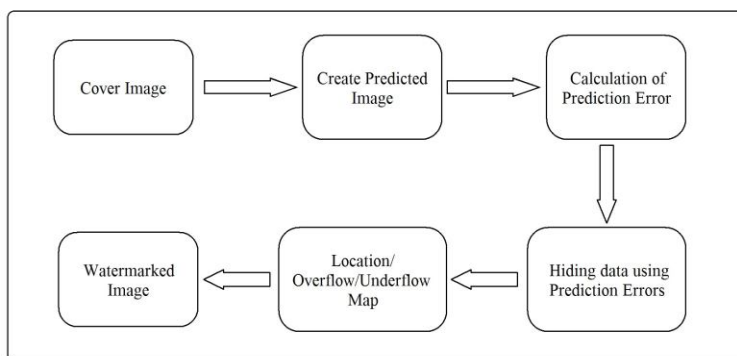 Cover Image
Create Predicted
Image
Calculation of
Prediction Error
Hiding data using
Prediction Errors
Location/
Overflow/Underflow
Map
Watermarked
Image